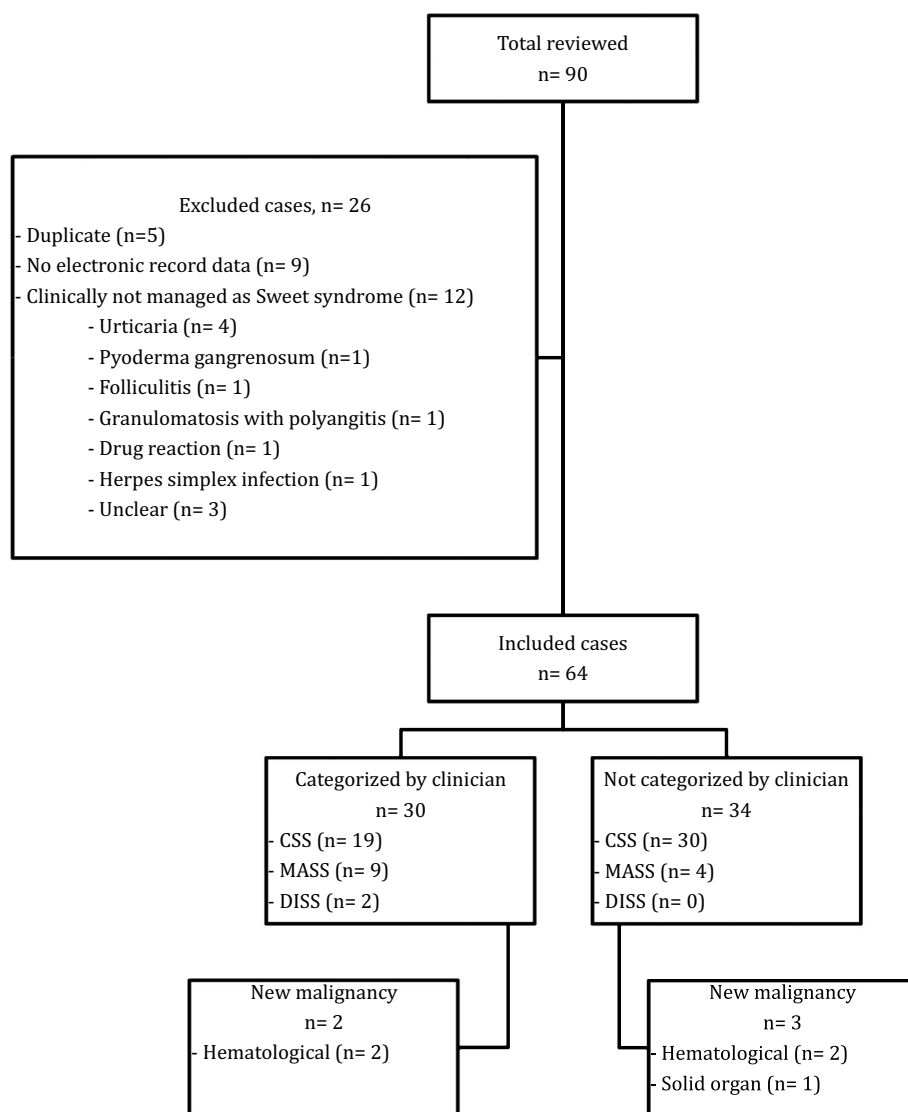 Total reviewed
n= 90
Excluded cases, n= 26
- Duplicate (n=5)
- No electronic record data (n= 9)
- Clinically not managed as Sweet syndrome (n= 12)
- Urticaria (n= 4)
- Pyoderma gangrenosum (n=1)
- Folliculitis (n= 1)
- Granulomatosis with polyangitis (n= 1)
- Drug reaction (n= 1)
- Herpes simplex infection (n= 1)
- Unclear (n= 3)
Included cases
n= 64
Categorized by clinician
n= 30
- CSS (n= 19)
- MASS (n= 9)
- DISS (n= 2)
Not categorized by clinician
n= 34
- CSS (n= 30)
- MASS (n= 4)
- DISS (n= 0)
New malignancy
n= 2
- Hematological (n= 2)
New malignancy
n= 3
- Hematological (n= 2)
- Solid organ (n= 1)